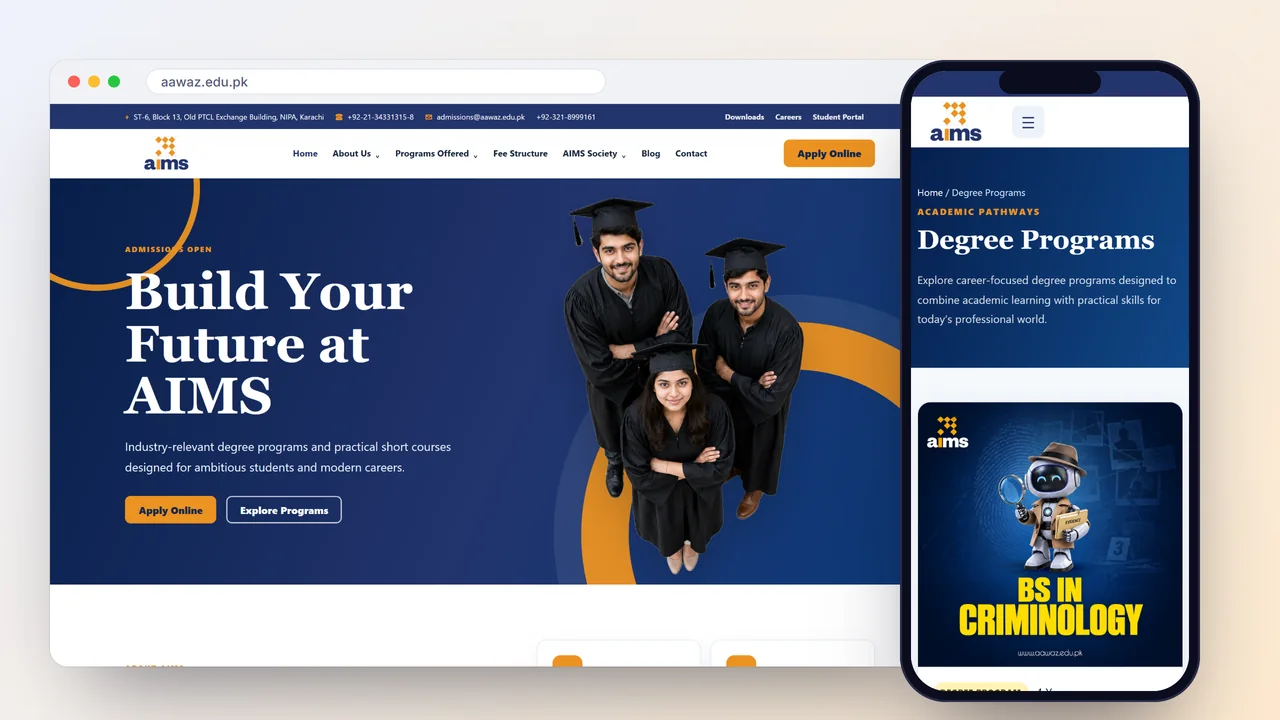 aawaz.edu.pk
ST-6, Block 13, Old PTCL Exchange Building, NIPA, Karachi +92-21-34331315-8 admissions@aawaz.edu.pk +92-321-8999161 Downloads Careers Student Portal
aims
Home About Us Programs Offered Fee Structure AIMS Society Blog Contact Apply Online
ADMISSIONS OPEN
Build Your
Future at
AIMS
Industry-relevant degree programs and practical short courses
designed for ambitious students and modern careers.
Apply Online Explore Programs
aims
Home / Degree Programs
ACADEMIC PATHWAYS
Degree Programs
Explore career-focused degree programs designed to
combine academic learning with practical skills for
today's professional world.
aims
EVIDENCE
3
BS IN
CRIMINOLOGY
www.aawaz.edu.pk